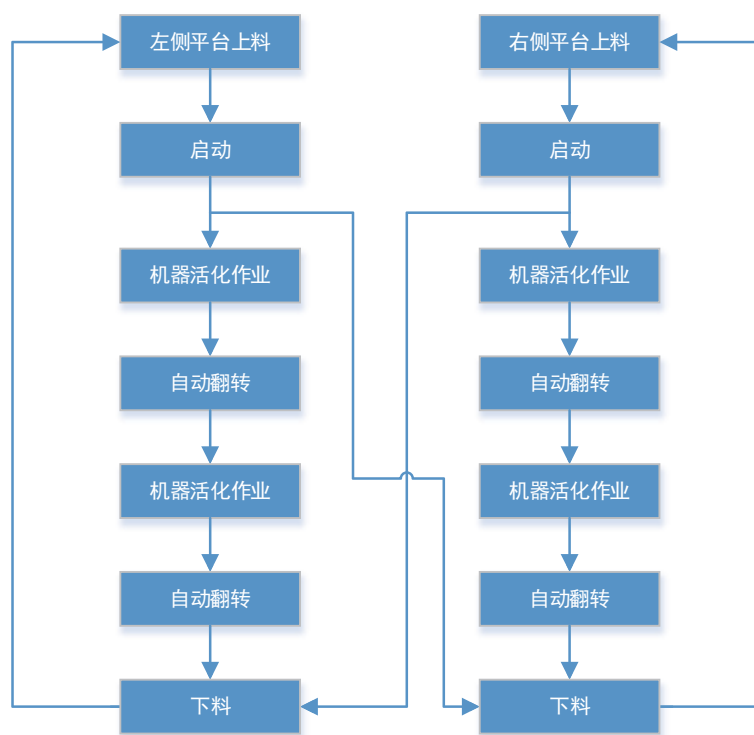 左侧平台上料
右侧平台上料
启动
启动
机器活化作业
机器活化作业
自动翻转
自动翻转
机器活化作业
机器活化作业
自动翻转
自动翻转
下料
下料